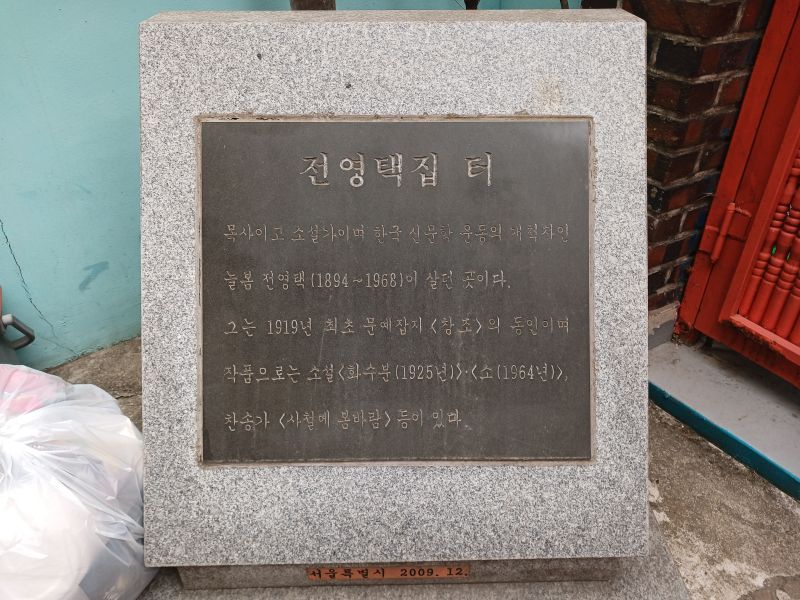 전영택집 터
목사이고 소설가이며 한국 신문학 운동의 개척자인
늘봄 전영택(1894~1968)이 살던 곳이다.
그는 1919년 최초 문예잡지 <창조>의 동인이며
작품으로는 소설<화수분(1925년)>·<소(1964년)>,
찬송가 <사철에 봄바람> 등이 있다
서울특별시 2009. 12.